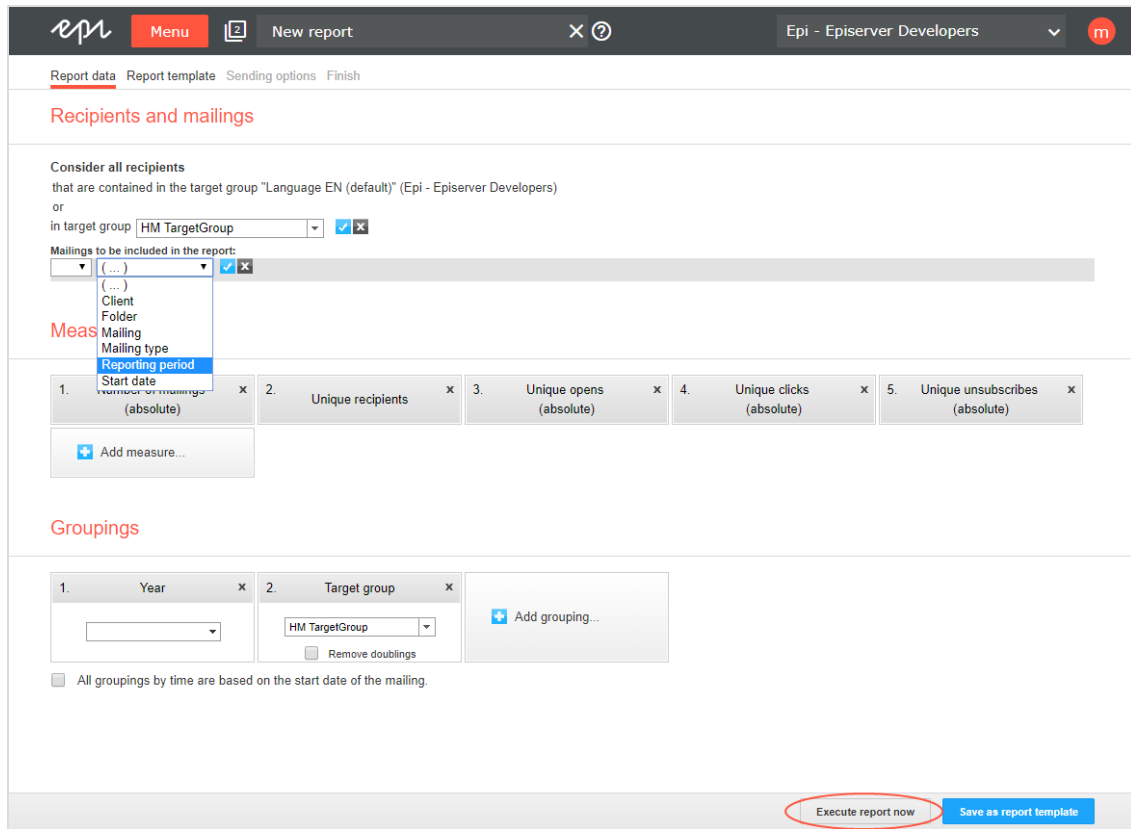 epi Menu 2 New report Epi - Episerver Developers m
Report data Report template Sending options Finish
Recipients and mailings
Consider all recipients
that are contained in the target group "Language EN (default)" (Epi - Episerver Developers)
or
in target group HM TargetGroup
Mailings to be included in the report:
( ... )
( ... )
Client
Folder
Mailing
Mailing type
Reporting period
Start date
Meas
1. Number of mailings (absolute) x
2. Unique recipients x
3. Unique opens (absolute) x
4. Unique clicks (absolute) x
5. Unique unsubscribes (absolute) x
Add measure...
Groupings
1. Year x
2. Target group x
HM TargetGroup
Remove doublings
Add grouping...
All groupings by time are based on the start date of the mailing.
Execute report now Save as report template